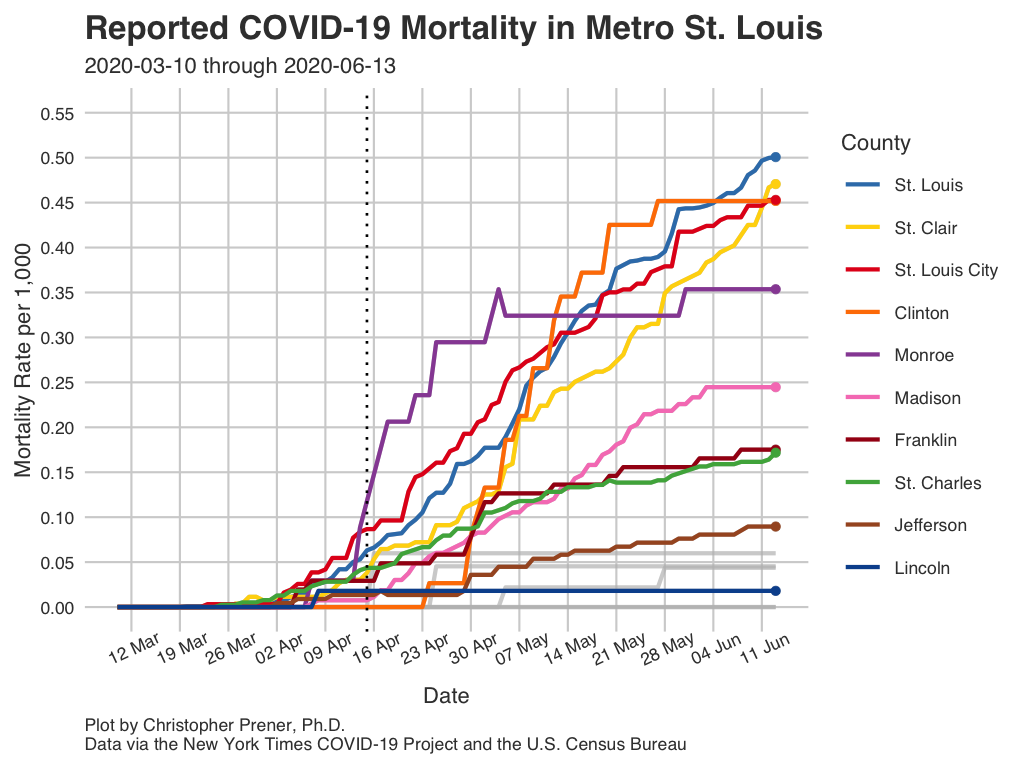 Reported COVID-19 Mortality in Metro St. Louis
2020-03-10 through 2020-06-13
Mortality Rate per 1,000
0.55
0.50
0.45
0.40
0.35
0.30
0.25
0.20
0.15
0.10
0.05
0.00
12 Mar
19 Mar
26 Mar
02 Apr
09 Apr
16 Apr
23 Apr
30 Apr
07 May
14 May
21 May
28 May
04 Jun
11 Jun
Date
County
St. Louis
St. Clair
St. Louis City
Clinton
Monroe
Madison
Franklin
St. Charles
Jefferson
Lincoln
Plot by Christopher Prener, Ph.D.
Data via the New York Times COVID-19 Project and the U.S. Census Bureau